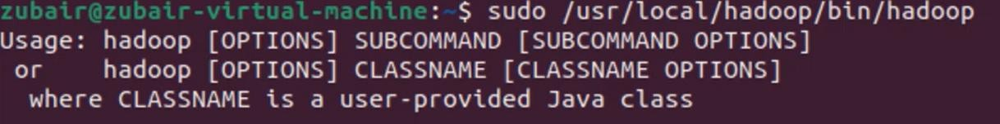 zubair@zubair-virtual-machine:~$ sudo /usr/local/hadoop/bin/hadoop
Usage: hadoop [OPTIONS] SUBCOMMAND [SUBCOMMAND OPTIONS]
 or    hadoop [OPTIONS] CLASSNAME [CLASSNAME OPTIONS]
  where CLASSNAME is a user-provided Java class